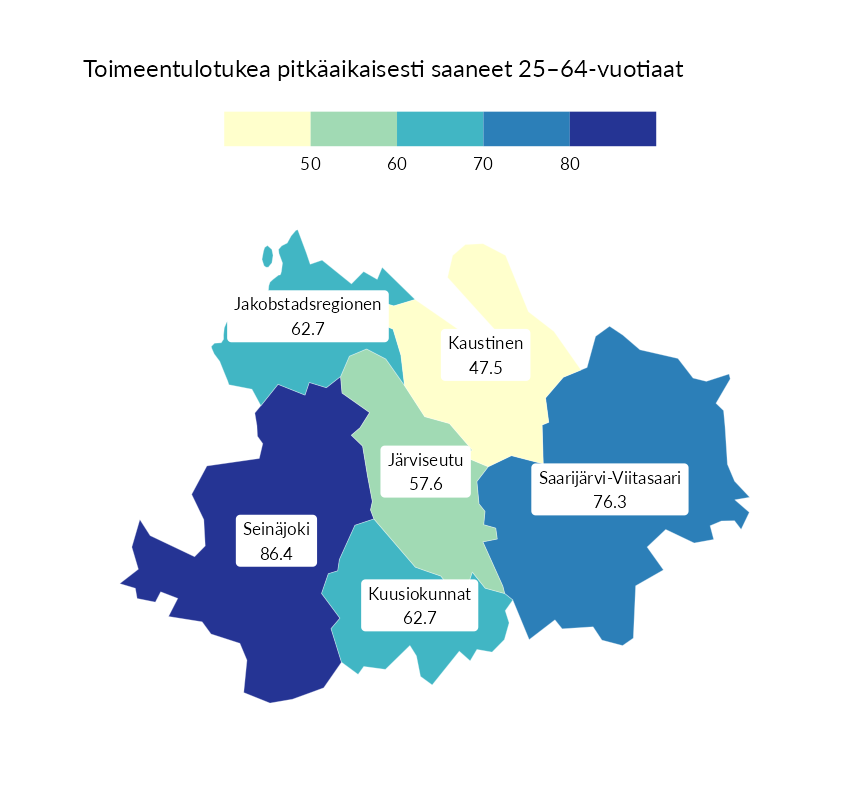 Toimeentulotukea pitkäaikaisesti saaneet 25–64-vuotiaat
50 60 70 80
Jakobstadsregionen
62.7
Kaustinen
47.5
Järviseutu
57.6
Saarijärvi-Viitasaari
76.3
Seinäjoki
86.4
Kuusiokunnat
62.7